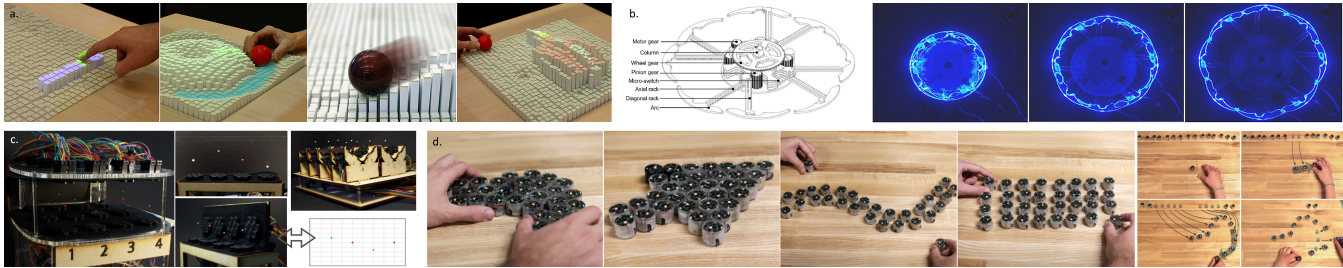 a.
b.
Motor gear
Column
Wheel gear
Pinion gear
Micro-switch
Axial rack
Diagonal rack
Arc
c.
1 2 3 4
d.